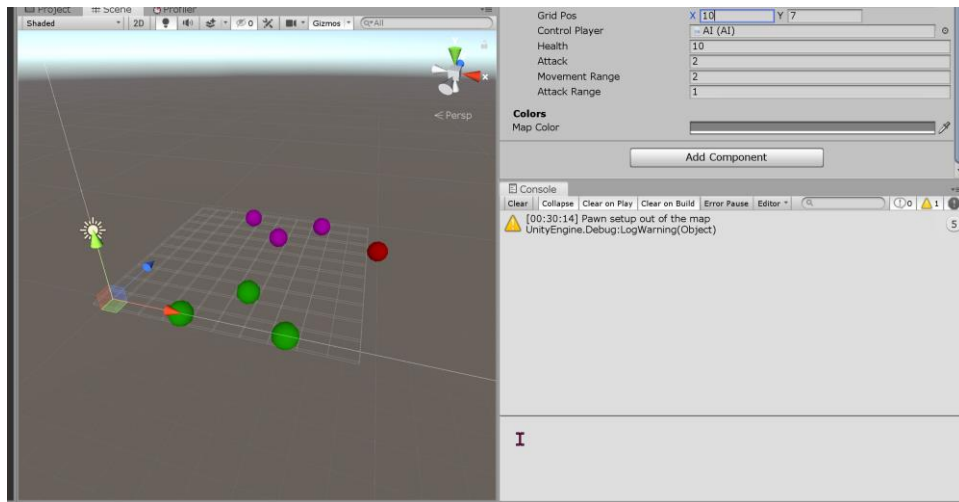 Project Scene Profiler
Shaded 2D Gizmos All
Y
x
Persp
Grid Pos X 10 Y 7
Control Player AI (AI)
Health 10
Attack 2
Movement Range 2
Attack Range 1
Colors
Map Color
Add Component
Console
Clear Collapse Clear on Play Clear on Build Error Pause Editor 0 1
[00:30:14] Pawn setup out of the map 5
UnityEngine.Debug:LogWarning(Object)